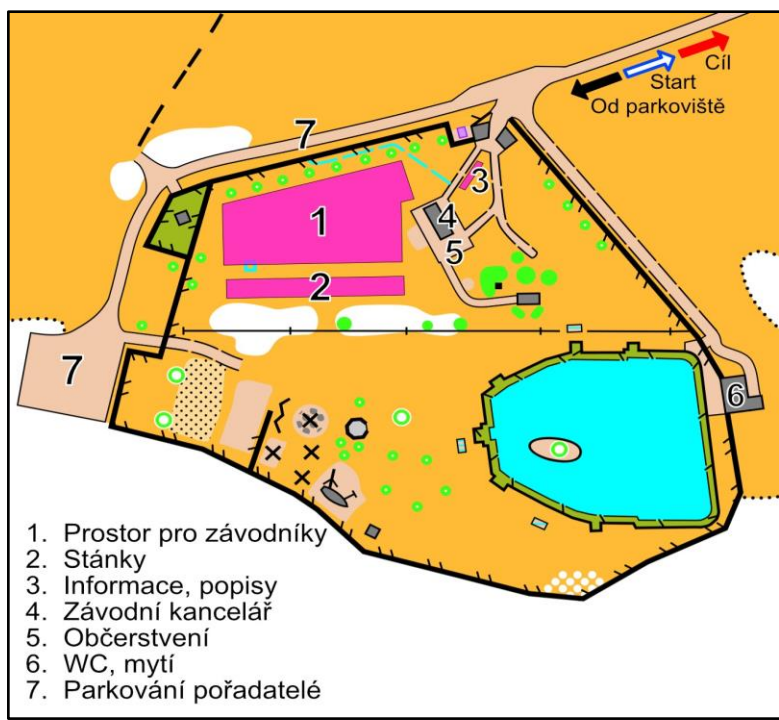 Cíl
Start
Od parkoviště
7
3
1
4
5
2
7
6
1. Prostor pro závodníky
2. Stánky
3. Informace, popisy
4. Závodní kancelář
5. Občerstvení
6. WC, mytí
7. Parkování pořadatelé